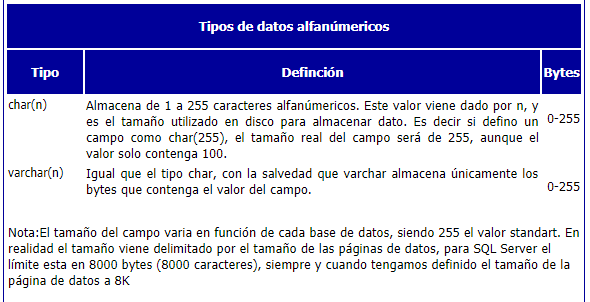 Tipos de datos alfanúmericos
Tipo Definción Bytes
char(n) Almacena de 1 a 255 caracteres alfanúmericos. Este valor viene dado por n, y
es el tamaño utilizado en disco para almacenar dato. Es decir si defino un
campo como char(255), el tamaño real del campo será de 255, aunque el
valor solo contenga 100.
0-255
varchar(n) Igual que el tipo char, con la salvedad que varchar almacena únicamente los
bytes que contenga el valor del campo.
0-255
Nota:El tamaño del campo varia en función de cada base de datos, siendo 255 el valor standart. En
realidad el tamaño viene delimitado por el tamaño de las páginas de datos, para SQL Server el
límite esta en 8000 bytes (8000 caracteres), siempre y cuando tengamos definido el tamaño de la
página de datos a 8K